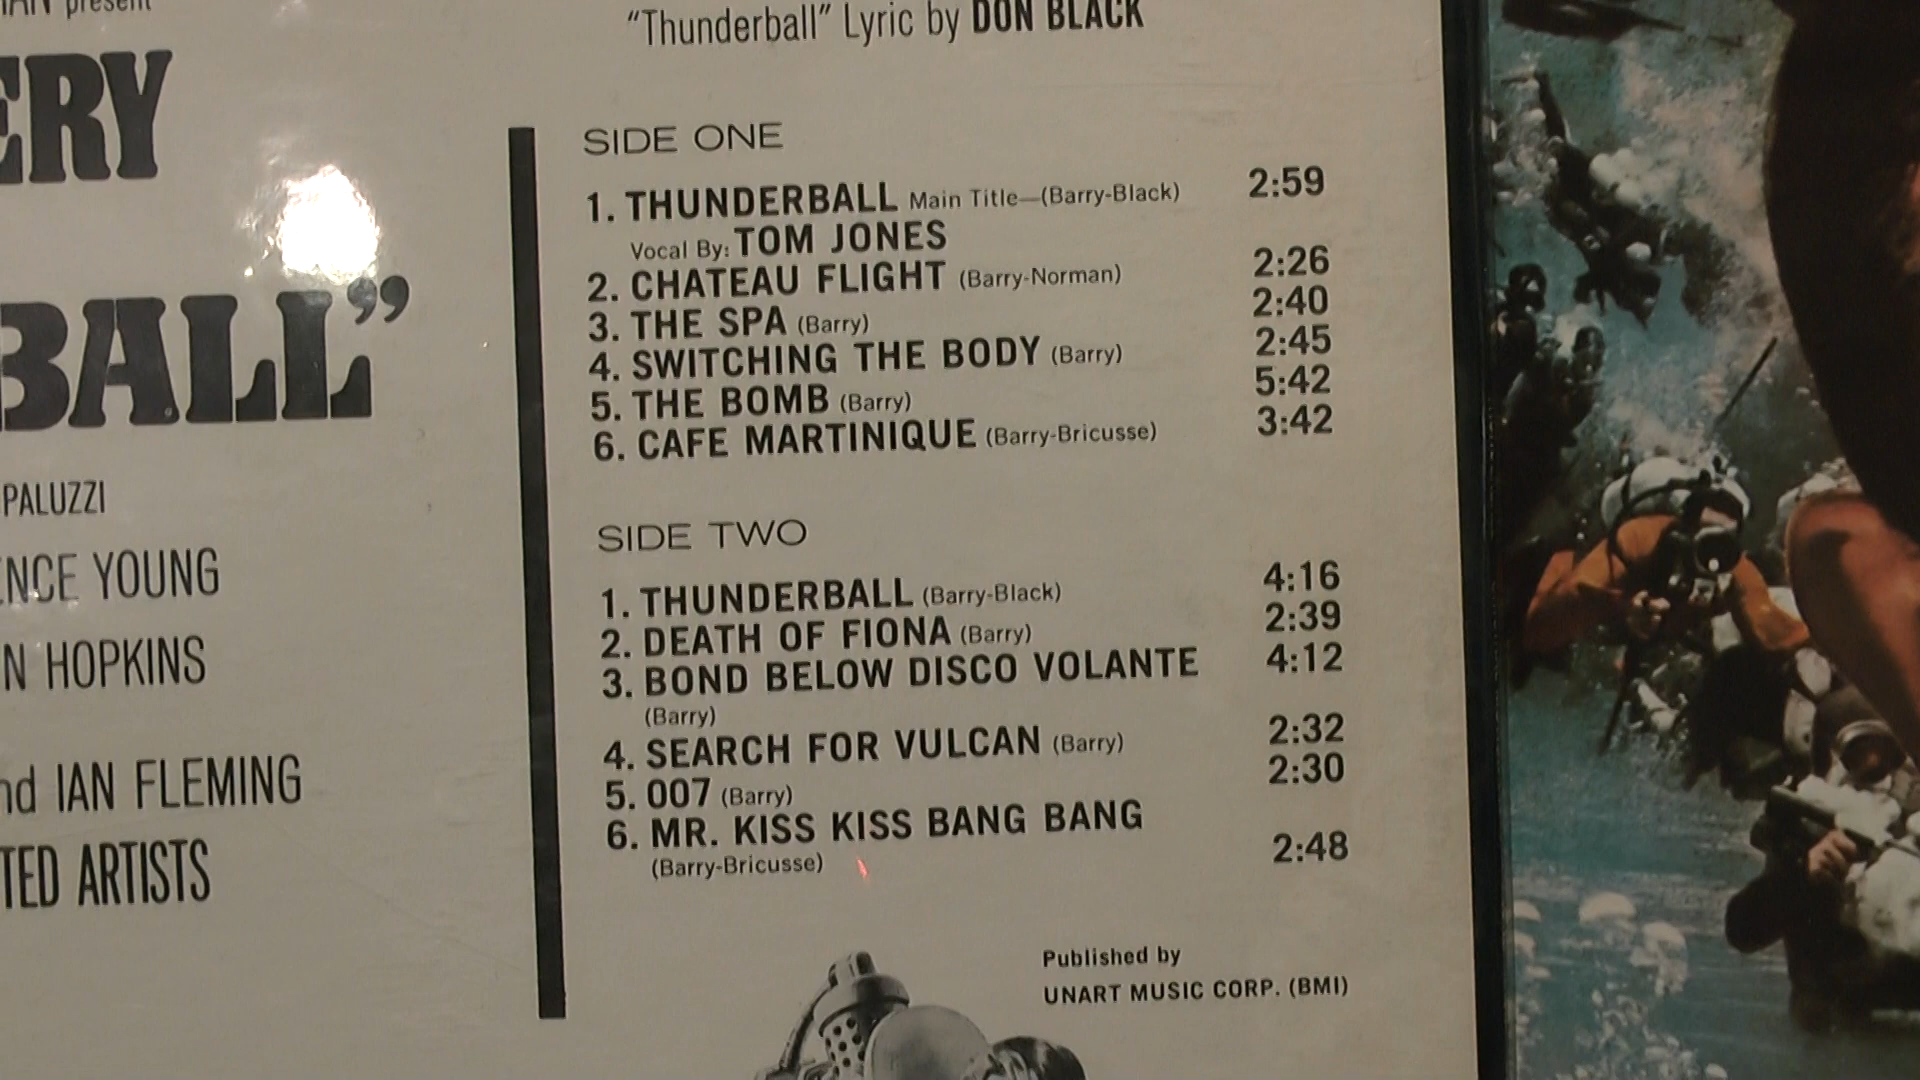 present
"Thunderball" Lyric by DON BLACK
ERY
BALL"
PALUZZI
ENCE YOUNG
N HOPKINS
nd IAN FLEMING
TED ARTISTS
SIDE ONE
1. THUNDERBALL Main Title—(Barry-Black) 2:59
Vocal By: TOM JONES
2. CHATEAU FLIGHT (Barry-Norman) 2:26
3. THE SPA (Barry) 2:40
4. SWITCHING THE BODY (Barry) 2:45
5. THE BOMB (Barry) 5:42
6. CAFE MARTINIQUE (Barry-Bricusse) 3:42
SIDE TWO
1. THUNDERBALL (Barry-Black) 4:16
2. DEATH OF FIONA (Barry) 2:39
3. BOND BELOW DISCO VOLANTE 4:12
(Barry)
4. SEARCH FOR VULCAN (Barry) 2:32
5. 007 (Barry) 2:30
6. MR. KISS KISS BANG BANG
(Barry-Bricusse) 2:48
Published by
UNART MUSIC CORP. (BMI)